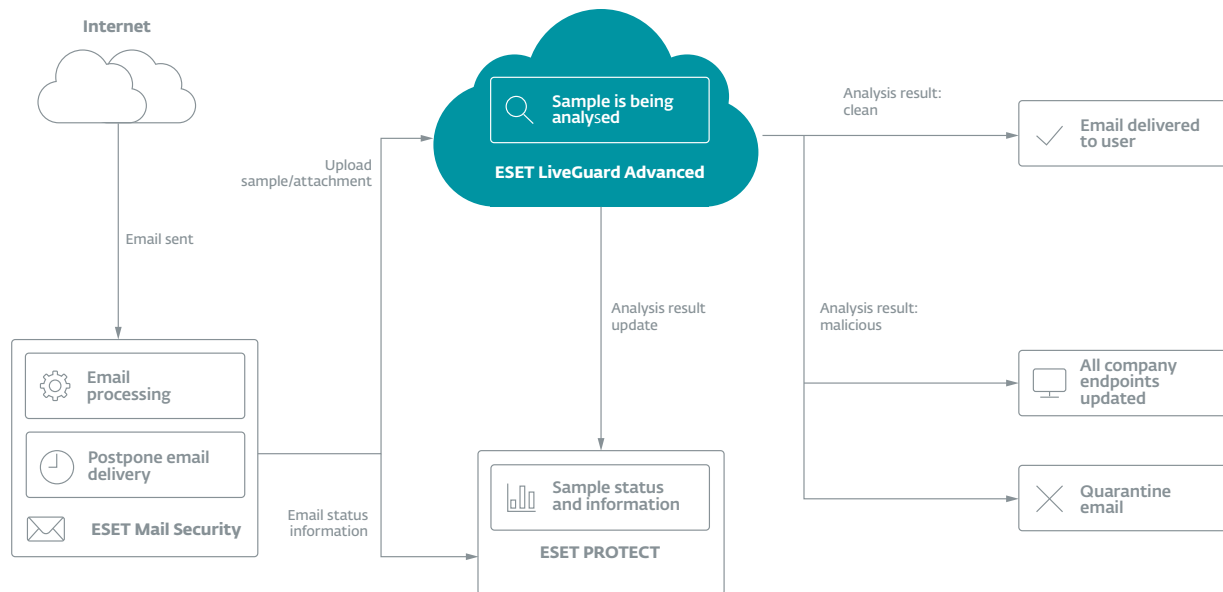 Internet
Sample is being
analysed
ESET LiveGuard Advanced
Analysis result:
clean
Email delivered
to user
Upload
sample/attachment
Email sent
Analysis result
update
Analysis result:
malicious
Email
processing
Postpone email
delivery
ESET Mail Security
Email status
information
Sample status
and information
ESET PROTECT
All company
endpoints
updated
Quarantine
email